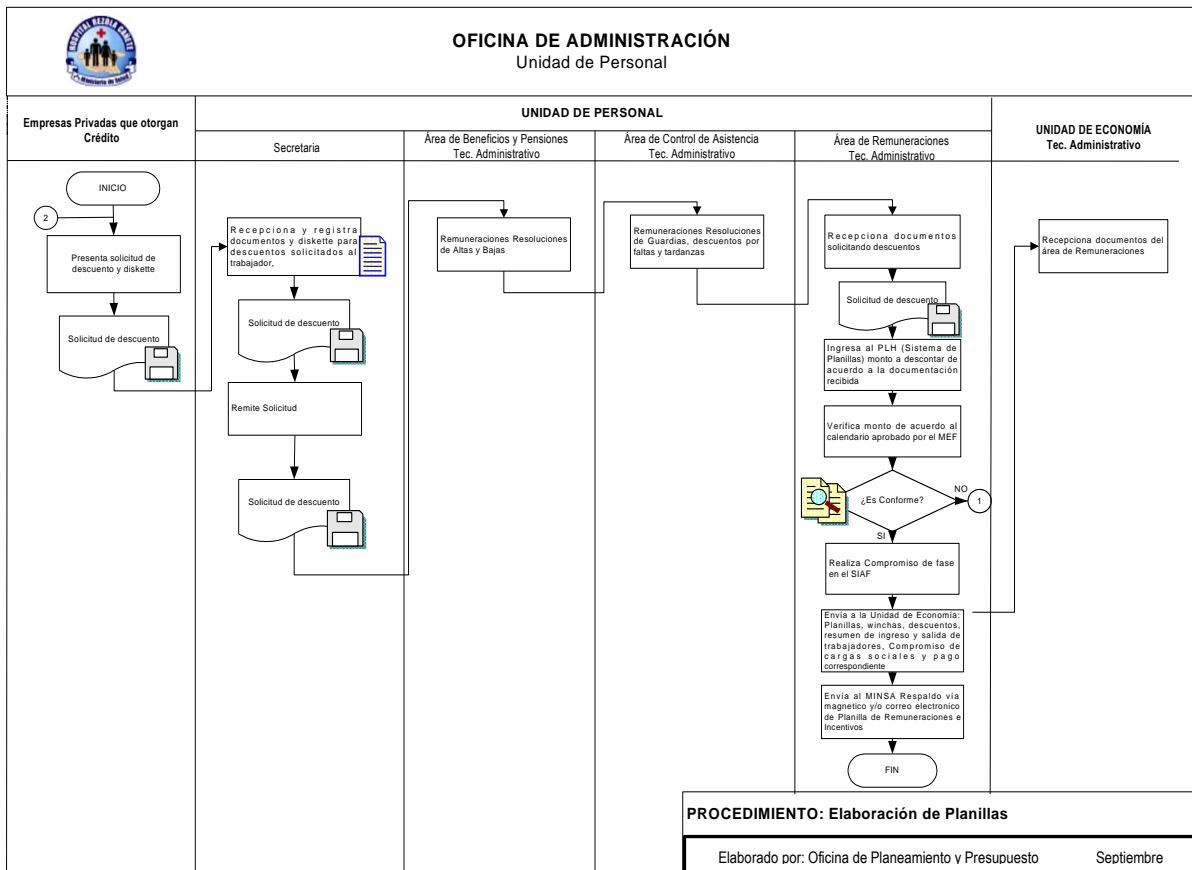 HOSPITAL REZOLA CAÑETE
Ministerio de Salud
OFICINA DE ADMINISTRACIÓN
Unidad de Personal
Empresas Privadas que otorgan
Crédito
UNIDAD DE PERSONAL
Secretaria
Área de Beneficios y Pensiones
Tec. Administrativo
Área de Control de Asistencia
Tec. Administrativo
Área de Remuneraciones
Tec. Administrativo
UNIDAD DE ECONOMÍA
Tec. Administrativo
INICIO
2
Presenta solicitud de
descuento y diskette
Solicitud de descuento
Recepciona y registra
documentos y diskette para
descuentos solicitados al
trabajador,
Solicitud de descuento
Remite Solicitud
Solicitud de descuento
Remuneraciones Resoluciones
de Altas y Bajas
Remuneraciones Resoluciones
de Guardias, descuentos por
faltas y tardanzas
Recepciona documentos
solicitando descuentos
Solicitud de descuento
Ingresa al PLH (Sistema de
Planillas) monto a descontar de
acuerdo a la documentación
recibida
Verifica monto de acuerdo al
calendario aprobado por el MEF
¿Es Conforme?
NO
1
SI
Realiza Compromiso de fase
en el SIAF
Envía a la Unidad de Economía:
Planillas, winchas, descuentos,
resumen de ingreso y salida de
trabajadores, Compromiso de
cargas sociales y pago
correspondiente
Envía al MINSA Respaldo vía
magnetico y/o correo electronico
de Planilla de Remuneraciones e
Incentivos
FIN
Recepciona documentos del
área de Remuneraciones
PROCEDIMIENTO: Elaboración de Planillas
Elaborado por: Oficina de Planeamiento y Presupuesto Septiembre